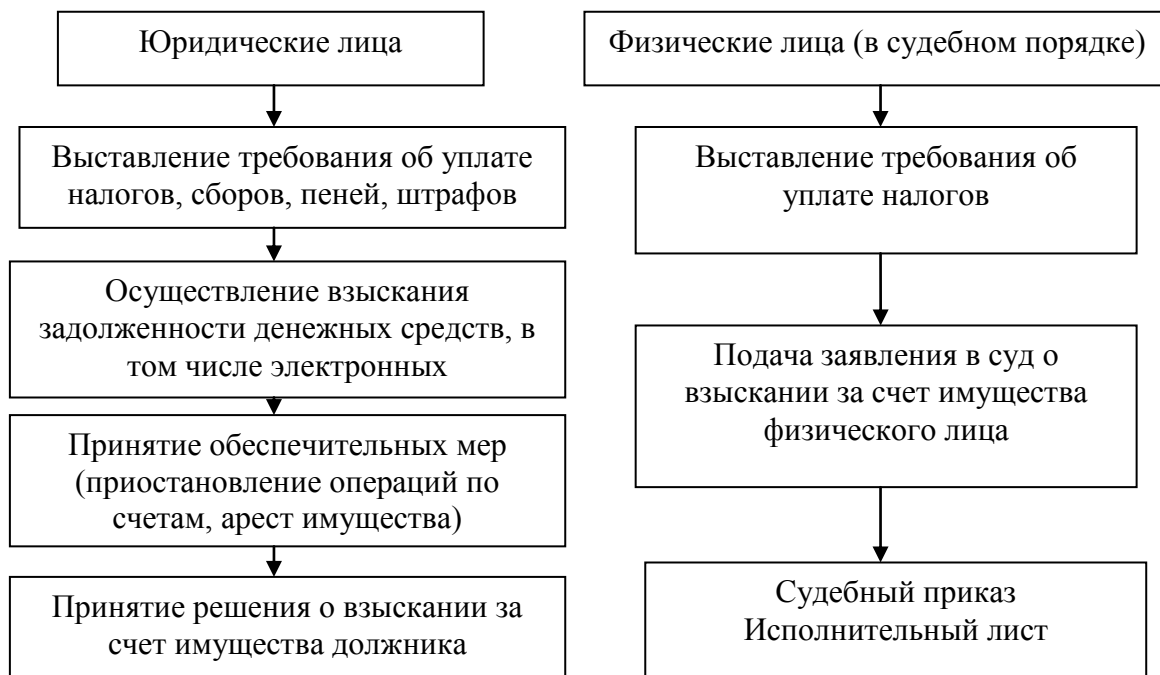 Юридические лица
Выставление требования об уплате
налогов, сборов, пеней, штрафов
Осуществление взыскания
задолженности денежных средств, в
том числе электронных
Принятие обеспечительных мер
(приостановление операций по
счетам, арест имущества)
Принятие решения о взыскании за
счет имущества должника
Физические лица (в судебном порядке)
Выставление требования об
уплате налогов
Подача заявления в суд о
взыскании за счет имущества
физического лица
Судебный приказ
Исполнительный лист